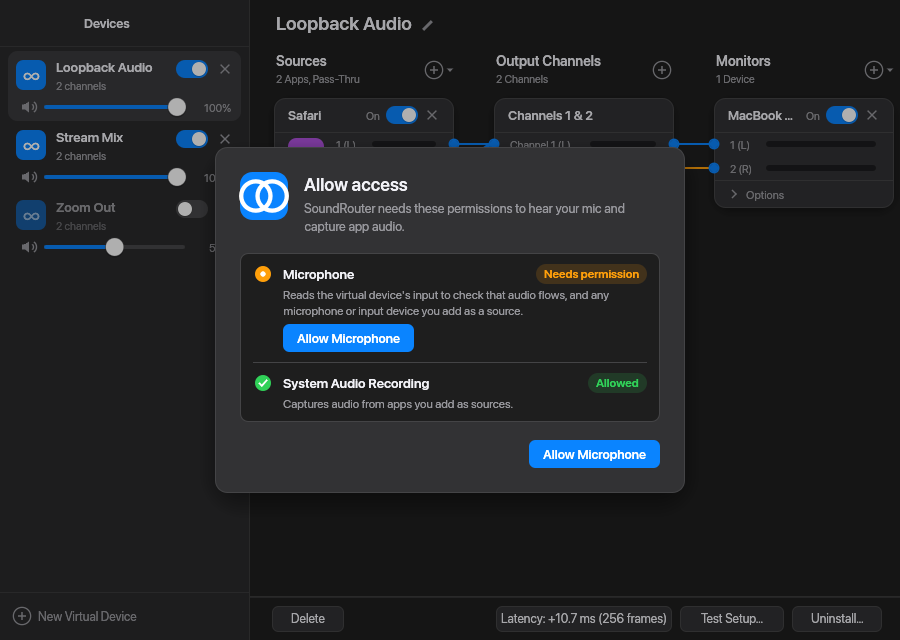 Devices
Loopback Audio
2 channels
100%
Stream Mix
2 channels
10
Zoom Out
2 channels
5
New Virtual Device
Loopback Audio
Sources
2 Apps, Pass-Thru
Output Channels
2 Channels
Monitors
1 Device
Safari
On
1 (L)
Channels 1 & 2
Channel 1 (L)
MacBook ...
On
1 (L)
2 (R)
Options
Allow access
SoundRouter needs these permissions to hear your mic and
capture app audio.
Microphone
Needs permission
Reads the virtual device's input to check that audio flows, and any
microphone or input device you add as a source.
Allow Microphone
System Audio Recording
Allowed
Captures audio from apps you add as sources.
Allow Microphone
Delete
Latency: +10.7 ms (256 frames)
Test Setup...
Uninstall...